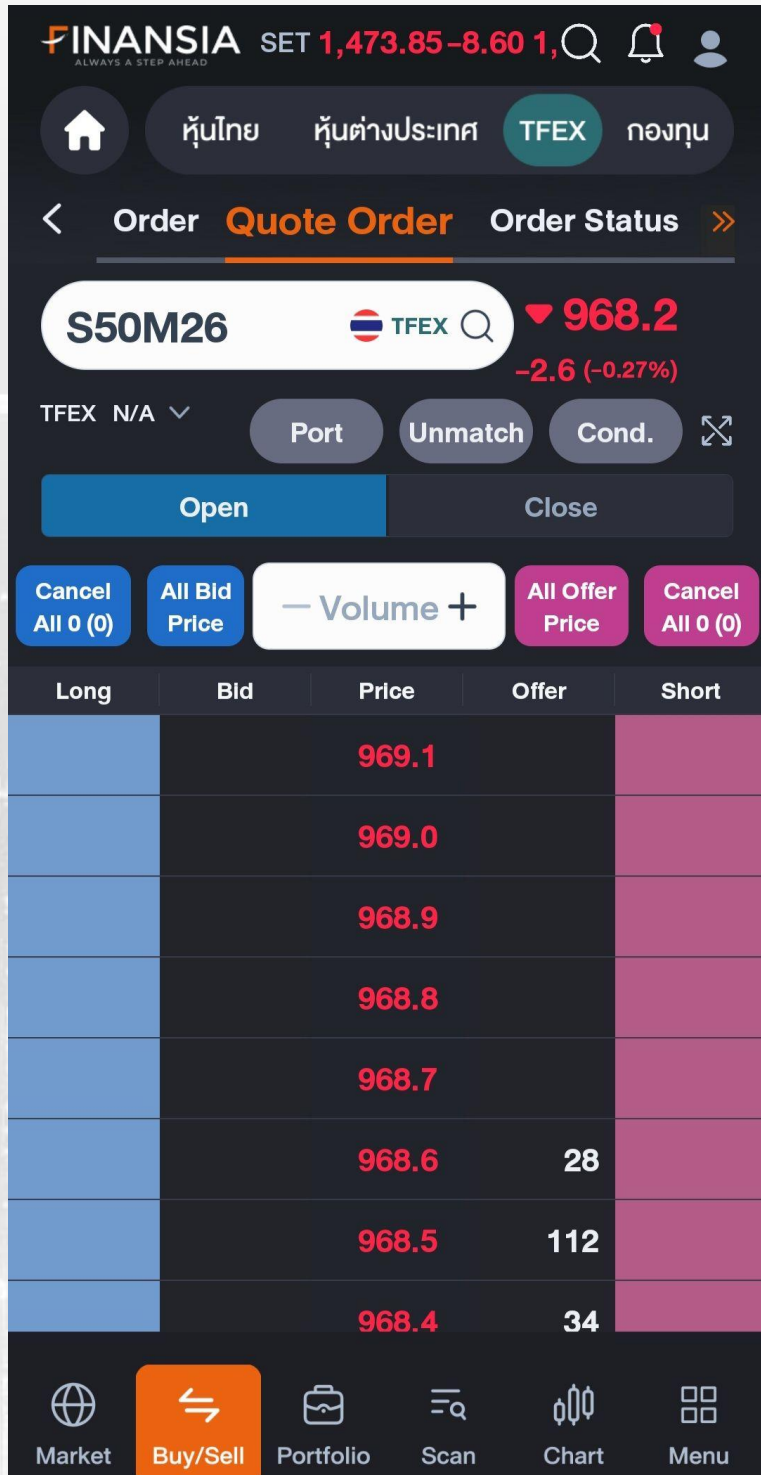 FINANSIA SET 1,473.85 -8.60 1,
ALWAYS A STEP AHEAD
หุ้นไทย หุ้นต่างประเทศ TFEX กองทุน
Order Quote Order Order Status
S50M26 TFEX 968.2
-2.6 (-0.27%)
TFEX N/A Port Unmatch Cond.
Open Close
Cancel All 0 (0) All Bid Price Volume All Offer Price Cancel All 0 (0)
Long Bid Price Offer Short
969.1
969.0
968.9
968.8
968.7
968.6 28
968.5 112
968.4 34
Market Buy/Sell Portfolio Scan Chart Menu